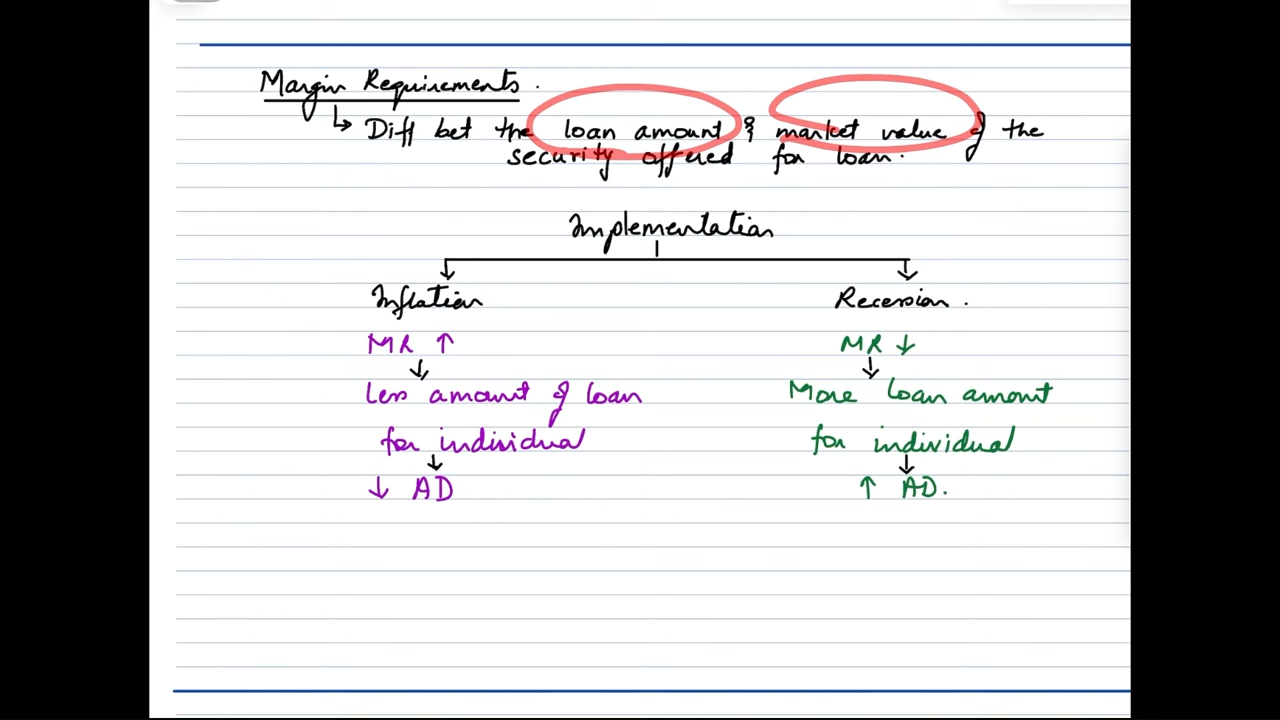 Margin Requirements.
↳ Diff bet the loan amount & market value of the
security offered for loan.
Implementation
Inflation Recession.
MR ↑ MR ↓
Less amount of loan More loan amount
for individual for individual
↓ AD ↑ AD.